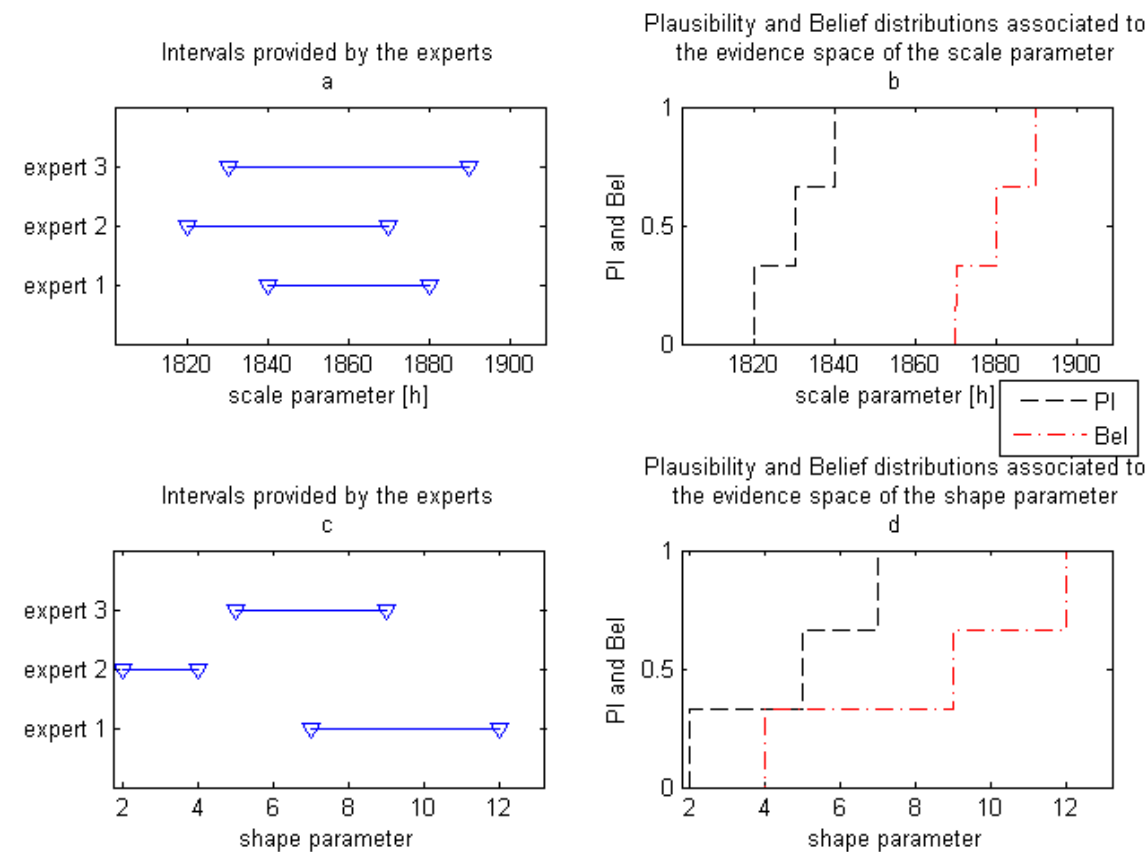 Intervals provided by the experts
a
expert 3
expert 2
expert 1
1820 1840 1860 1880 1900
scale parameter [h]
Plausibility and Belief distributions associated to
the evidence space of the scale parameter
b
1
0.5
0
Pl and Bel
1820 1840 1860 1880 1900
scale parameter [h]
Pl
Bel
Intervals provided by the experts
c
expert 3
expert 2
expert 1
2 4 6 8 10 12
shape parameter
Plausibility and Belief distributions associated to
the evidence space of the shape parameter
d
1
0.5
0
Pl and Bel
2 4 6 8 10 12
shape parameter